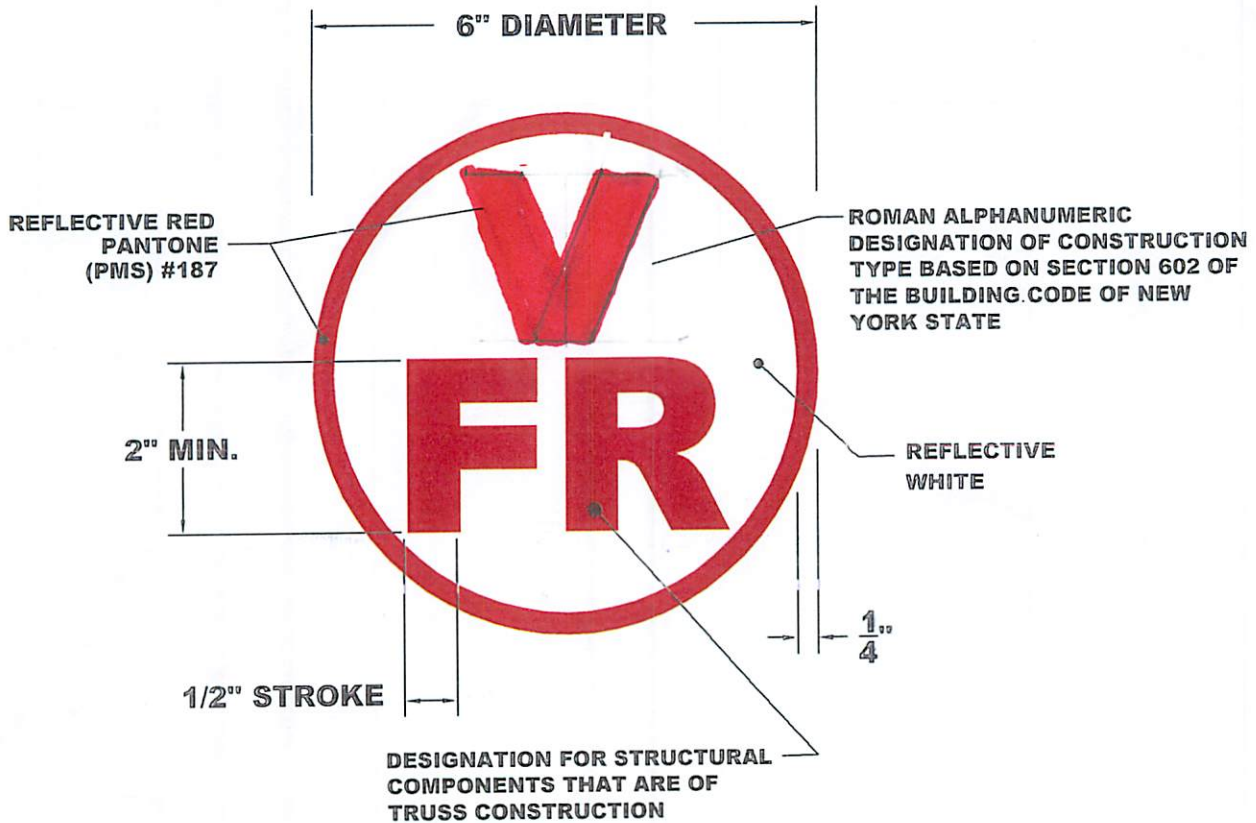 6" DIAMETER
REFLECTIVE RED
PANTONE
(PMS) #187
ROMAN ALPHANUMERIC
DESIGNATION OF CONSTRUCTION
TYPE BASED ON SECTION 602 OF
THE BUILDING.CODE OF NEW
YORK STATE
V
FR
2" MIN.
REFLECTIVE
WHITE
1"
4
1/2" STROKE
DESIGNATION FOR STRUCTURAL
COMPONENTS THAT ARE OF
TRUSS CONSTRUCTION